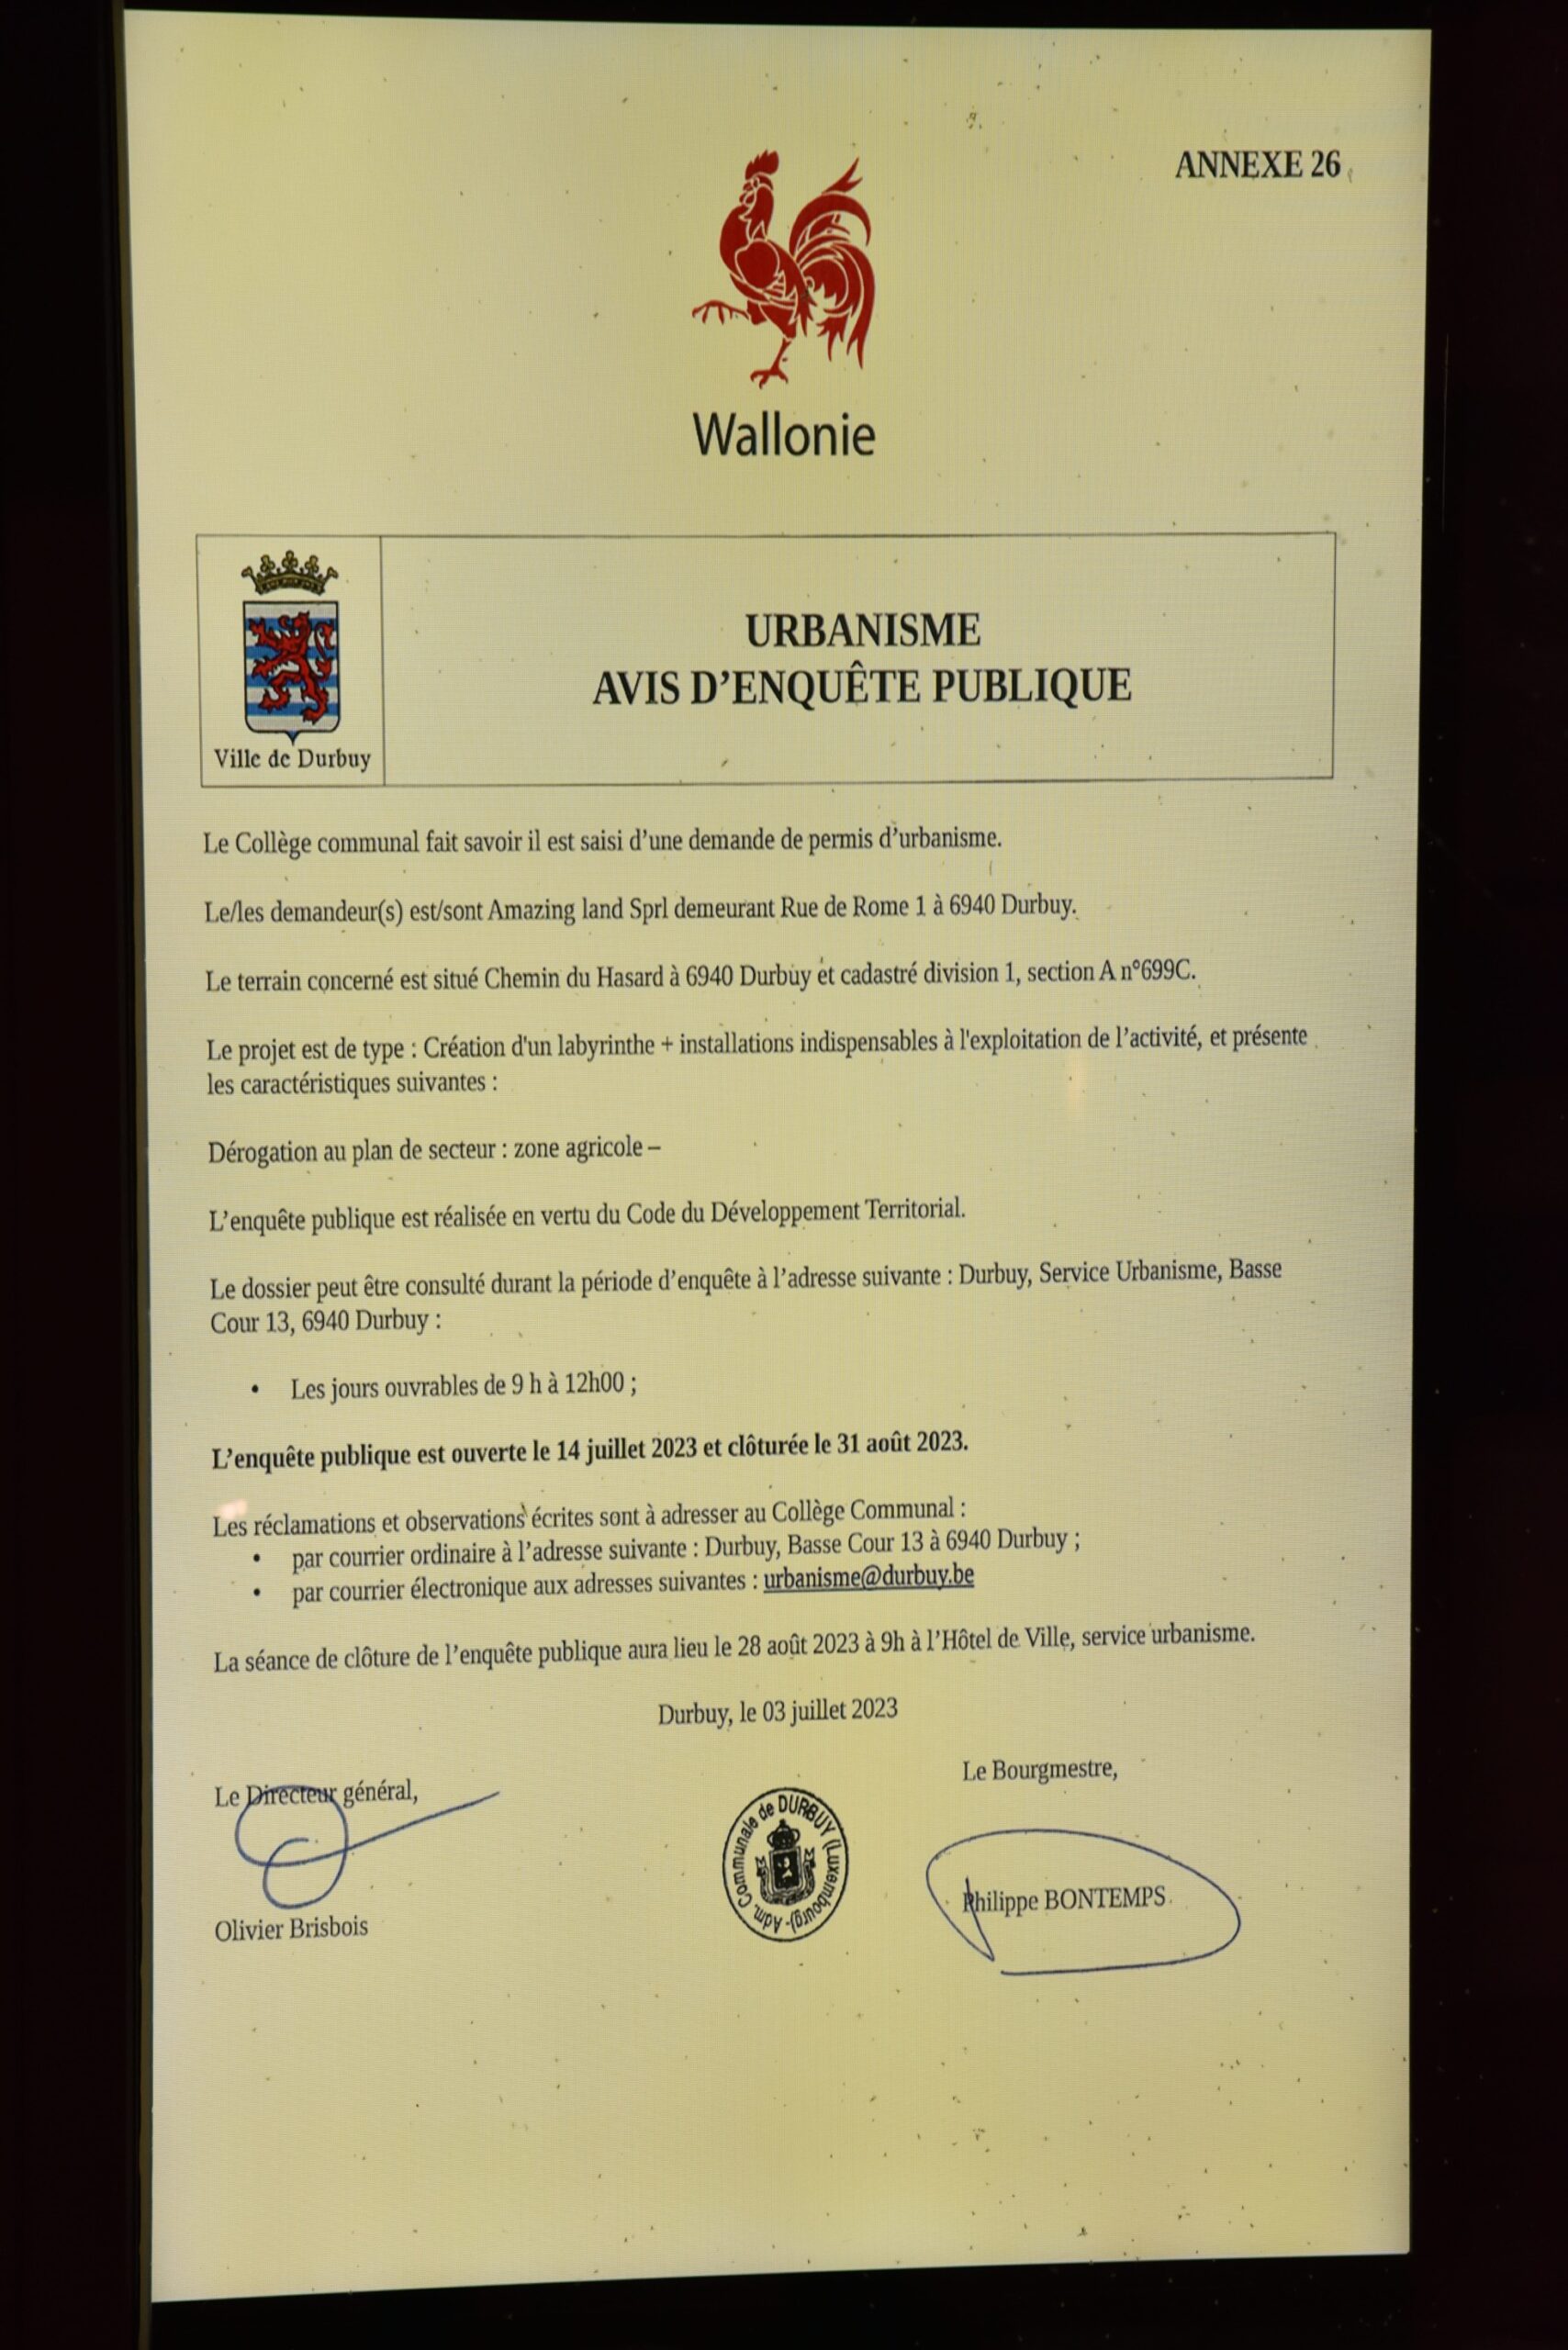 ANNEXE 26
Wallonie
URBANISME
AVIS D’ENQUÊTE PUBLIQUE
Ville de Durbuy
Le Collège communal fait savoir il est saisi d’une demande de permis d’urbanisme.
Le/les demandeur(s) est/sont Amazing land Sprl demeurant Rue de Rome 1 à 6940 Durbuy.
Le terrain concerné est situé Chemin du Hasard à 6940 Durbuy et cadastré division 1, section A n°699C.
Le projet est de type : Création d'un labyrinthe + installations indispensables à l'exploitation de l’activité, et présente
les caractéristiques suivantes :
Dérogation au plan de secteur : zone agricole –
L’enquête publique est réalisée en vertu du Code du Développement Territorial.
Le dossier peut être consulté durant la période d’enquête à l’adresse suivante : Durbuy, Service Urbanisme, Basse
Cour 13, 6940 Durbuy :
• Les jours ouvrables de 9 h à 12h00 ;
L’enquête publique est ouverte le 14 juillet 2023 et clôturée le 31 août 2023.
Les réclamations et observations écrites sont à adresser au Collège Communal :
• par courrier ordinaire à l’adresse suivante : Durbuy, Basse Cour 13 à 6940 Durbuy ;
• par courrier électronique aux adresses suivantes : urbanisme@durbuy.be
La séance de clôture de l’enquête publique aura lieu le 28 août 2023 à 9h à l’Hôtel de Ville, service urbanisme.
Durbuy, le 03 juillet 2023
Le Directeur général,
Le Bourgmestre,
Adm. Communale de DURBUY (Luxembourg)-
Philippe BONTEMPS
Olivier Brisbois